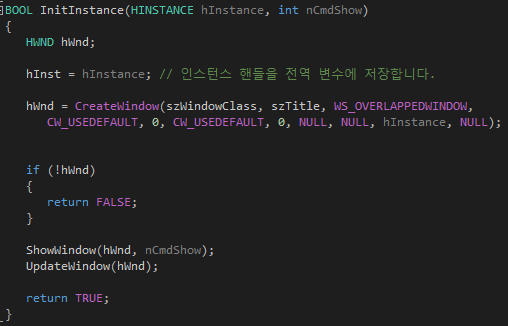 BOOL InitInstance(HINSTANCE hInstance, int nCmdShow)
{
HWND hWnd;
hInst = hInstance; // 인스턴스 핸들을 전역 변수에 저장합니다.
hWnd = CreateWindow(szWindowClass, szTitle, WS_OVERLAPPEDWINDOW,
CW_USEDEFAULT, 0, CW_USEDEFAULT, 0, NULL, NULL, hInstance, NULL);
if (!hWnd)
{
return FALSE;
}
ShowWindow(hWnd, nCmdShow);
UpdateWindow(hWnd);
return TRUE;
}